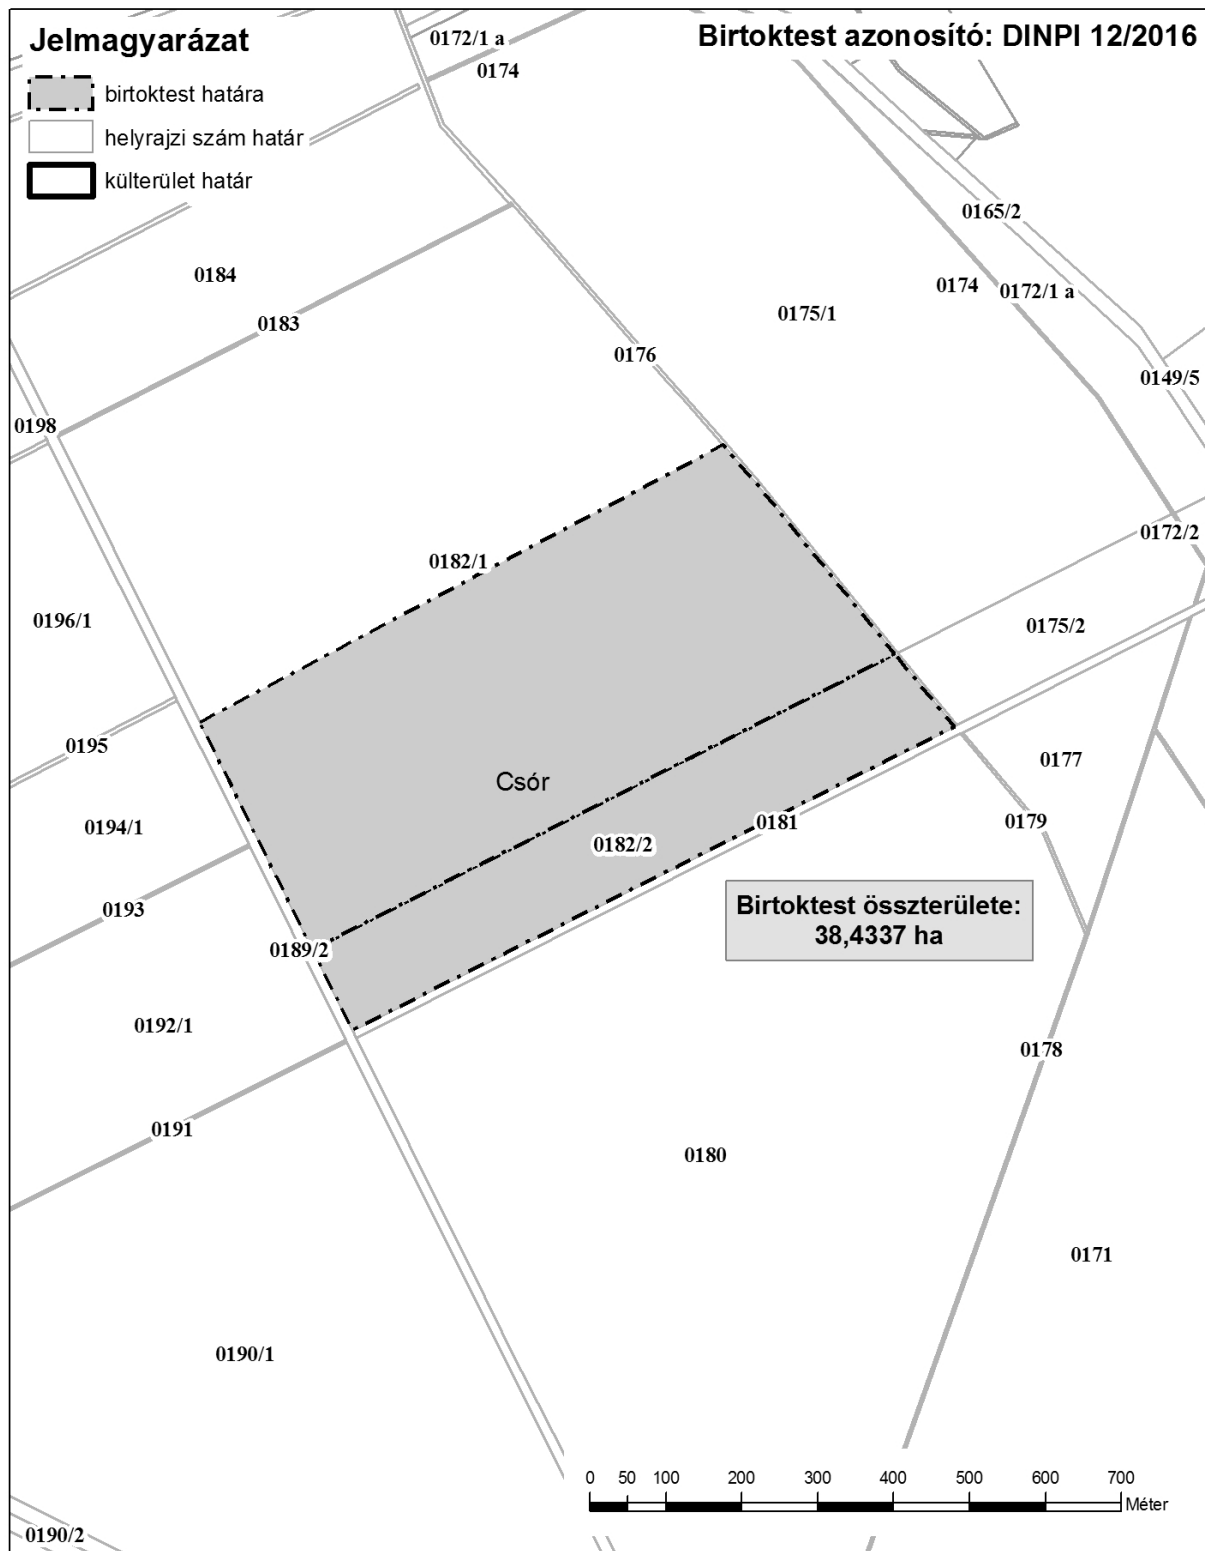 Jelmagyarázat
birtoktest határa
helyrajzi szám határ
külterület határ
Birtoktest azonosító: DINPI 12/2016
0172/1 a
0174
0165/2
0184
0174
0172/1 a
0175/1
0183
0176
0149/5
0198
0172/2
0182/1
0196/1
0175/2
0195
0177
Csór
0194/1
0181
0179
0182/2
0193
Birtoktest összterülete:
38,4337 ha
0189/2
0192/1
0178
0191
0180
0171
0190/1
0 50 100 200 300 400 500 600 700
Méter
0190/2